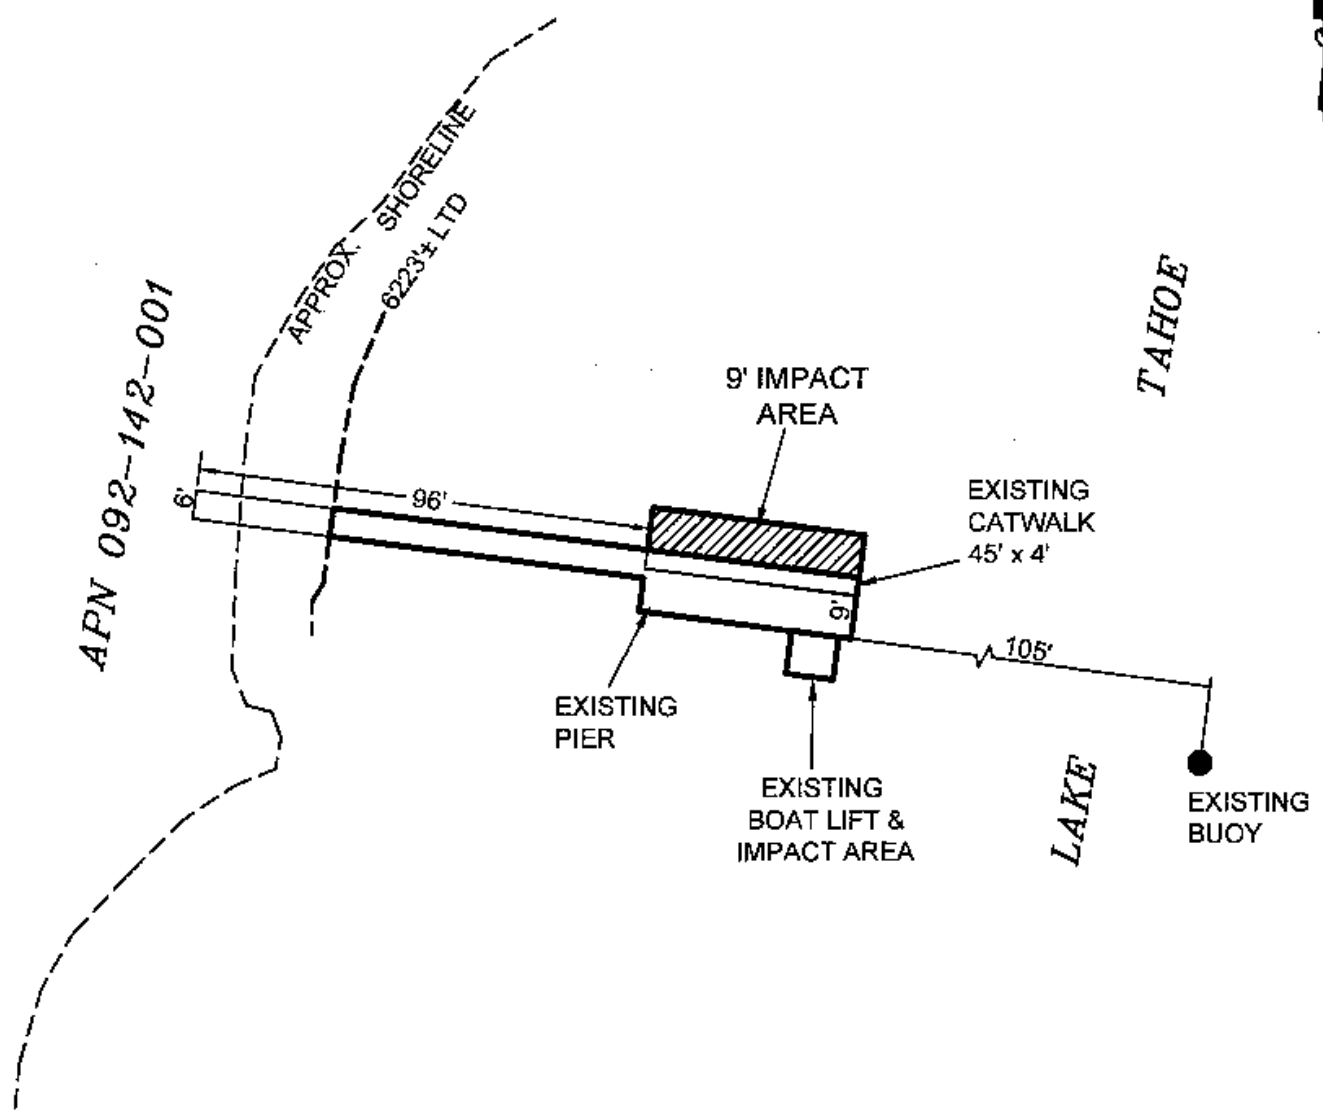 APPROX. SHORELINE
6223'± LTD
APN 092-142-001
TAHOE
9' IMPACT
AREA
6'
96'
EXISTING
CATWALK
45' x 4'
9'
105'
EXISTING
PIER
EXISTING
BOAT LIFT &
IMPACT AREA
LAKE
EXISTING
BUOY